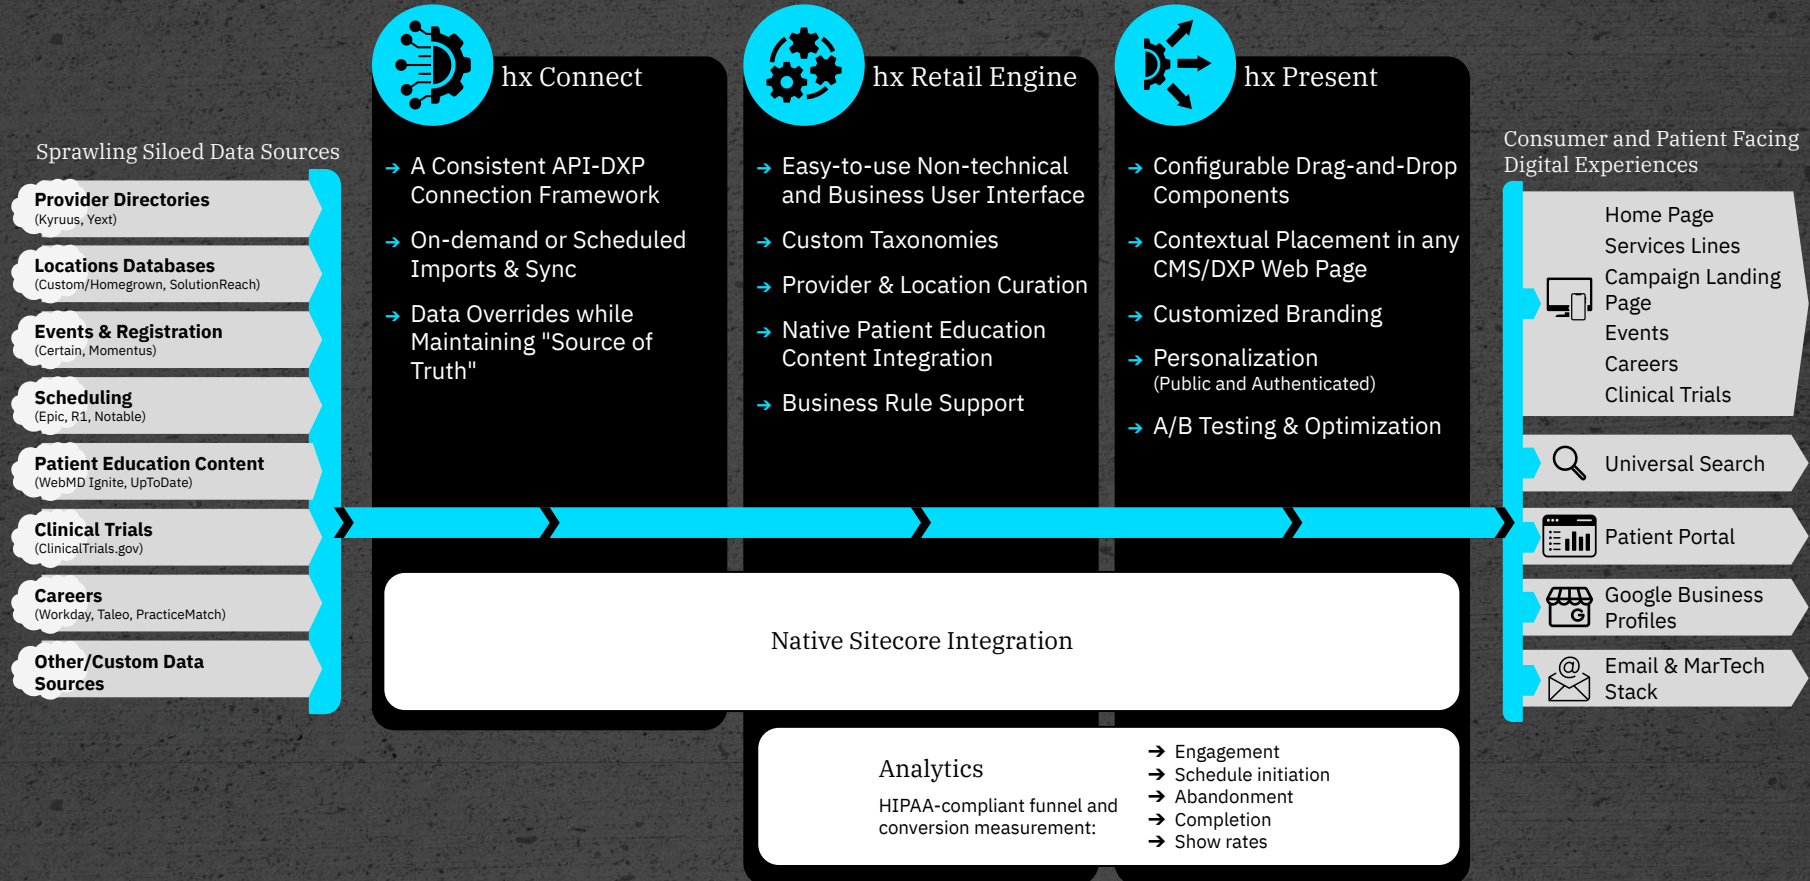 Sprawling Siloed Data Sources
Provider Directories
(Kyruus, Yext)
Locations Databases
(Custom/Homegrown, SolutionReach)
Events & Registration
(Certain, Momentus)
Scheduling
(Epic, R1, Notable)
Patient Education Content
(WebMD Ignite, UpToDate)
Clinical Trials
(ClinicalTrials.gov)
Careers
(Workday, Taleo, PracticeMatch)
Other/Custom Data
Sources
hx Connect
➔ A Consistent API-DXP
Connection Framework
➔ On-demand or Scheduled
Imports & Sync
➔ Data Overrides while
Maintaining "Source of
Truth"
hx Retail Engine
➔ Easy-to-use Non-technical
and Business User Interface
➔ Custom Taxonomies
➔ Provider & Location Curation
➔ Native Patient Education
Content Integration
➔ Business Rule Support
hx Present
➔ Configurable Drag-and-Drop
Components
➔ Contextual Placement in any
CMS/DXP Web Page
➔ Customized Branding
➔ Personalization
(Public and Authenticated)
➔ A/B Testing & Optimization
Native Sitecore Integration
Analytics
HIPAA-compliant funnel and
conversion measurement:
➔ Engagement
➔ Schedule initiation
➔ Abandonment
➔ Completion
➔ Show rates
Consumer and Patient Facing
Digital Experiences
Home Page
Services Lines
Campaign Landing
Page
Events
Careers
Clinical Trials
Universal Search
Patient Portal
G
Google Business
Profiles
@
Email & MarTech
Stack